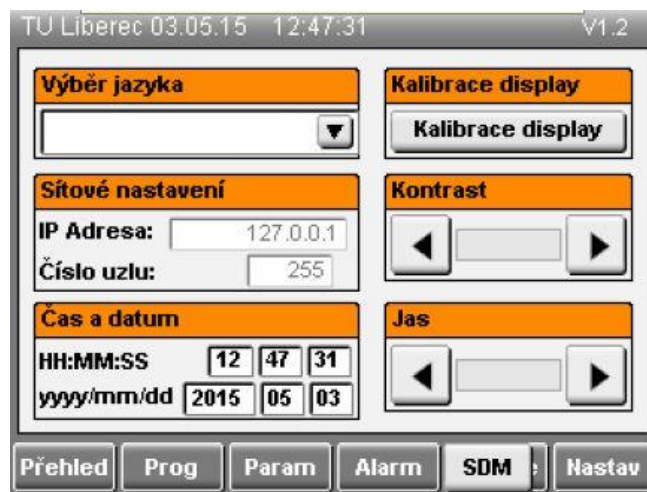 TU Liberec 03.05.15 12:47:31 V1.2
Výběr jazyka
Kalibrace display
Kalibrace display
Sítové nastavení
IP Adresa: 127.0.0.1
Číslo uzlu: 255
Kontrast
Čas a datum
HH:MM:SS 12 47 31
yyyy/mm/dd 2015 05 03
Jas
Přehled Prog Param Alarm SDM Nastav